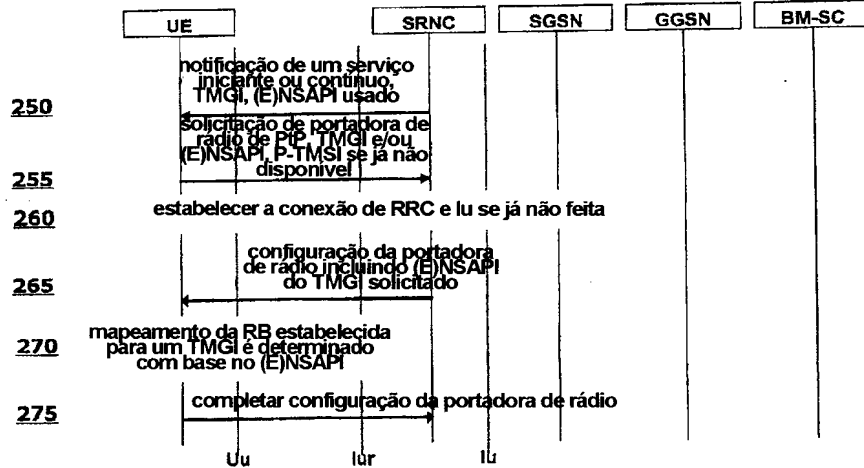 UE SRNC SGSN GGSN BM-SC
notificação de um serviço
iniciante ou contínuo,
TMGI, (E)NSAPI usado
250
solicitação de portadora de
rádio de PtP, TMGI e/ou
(E)NSAPI, P-TMSI se já não
disponível
255
estabelecer a conexão de RRC e Iu se já não feita
260
configuração da portadora
de rádio incluindo (E)NSAPI
do TMGI solicitado
265
mapeamento da RB estabelecida
para um TMGI é determinado
com base no (E)NSAPI
270
completar configuração da portadora de rádio
275
Uu Iur Iu